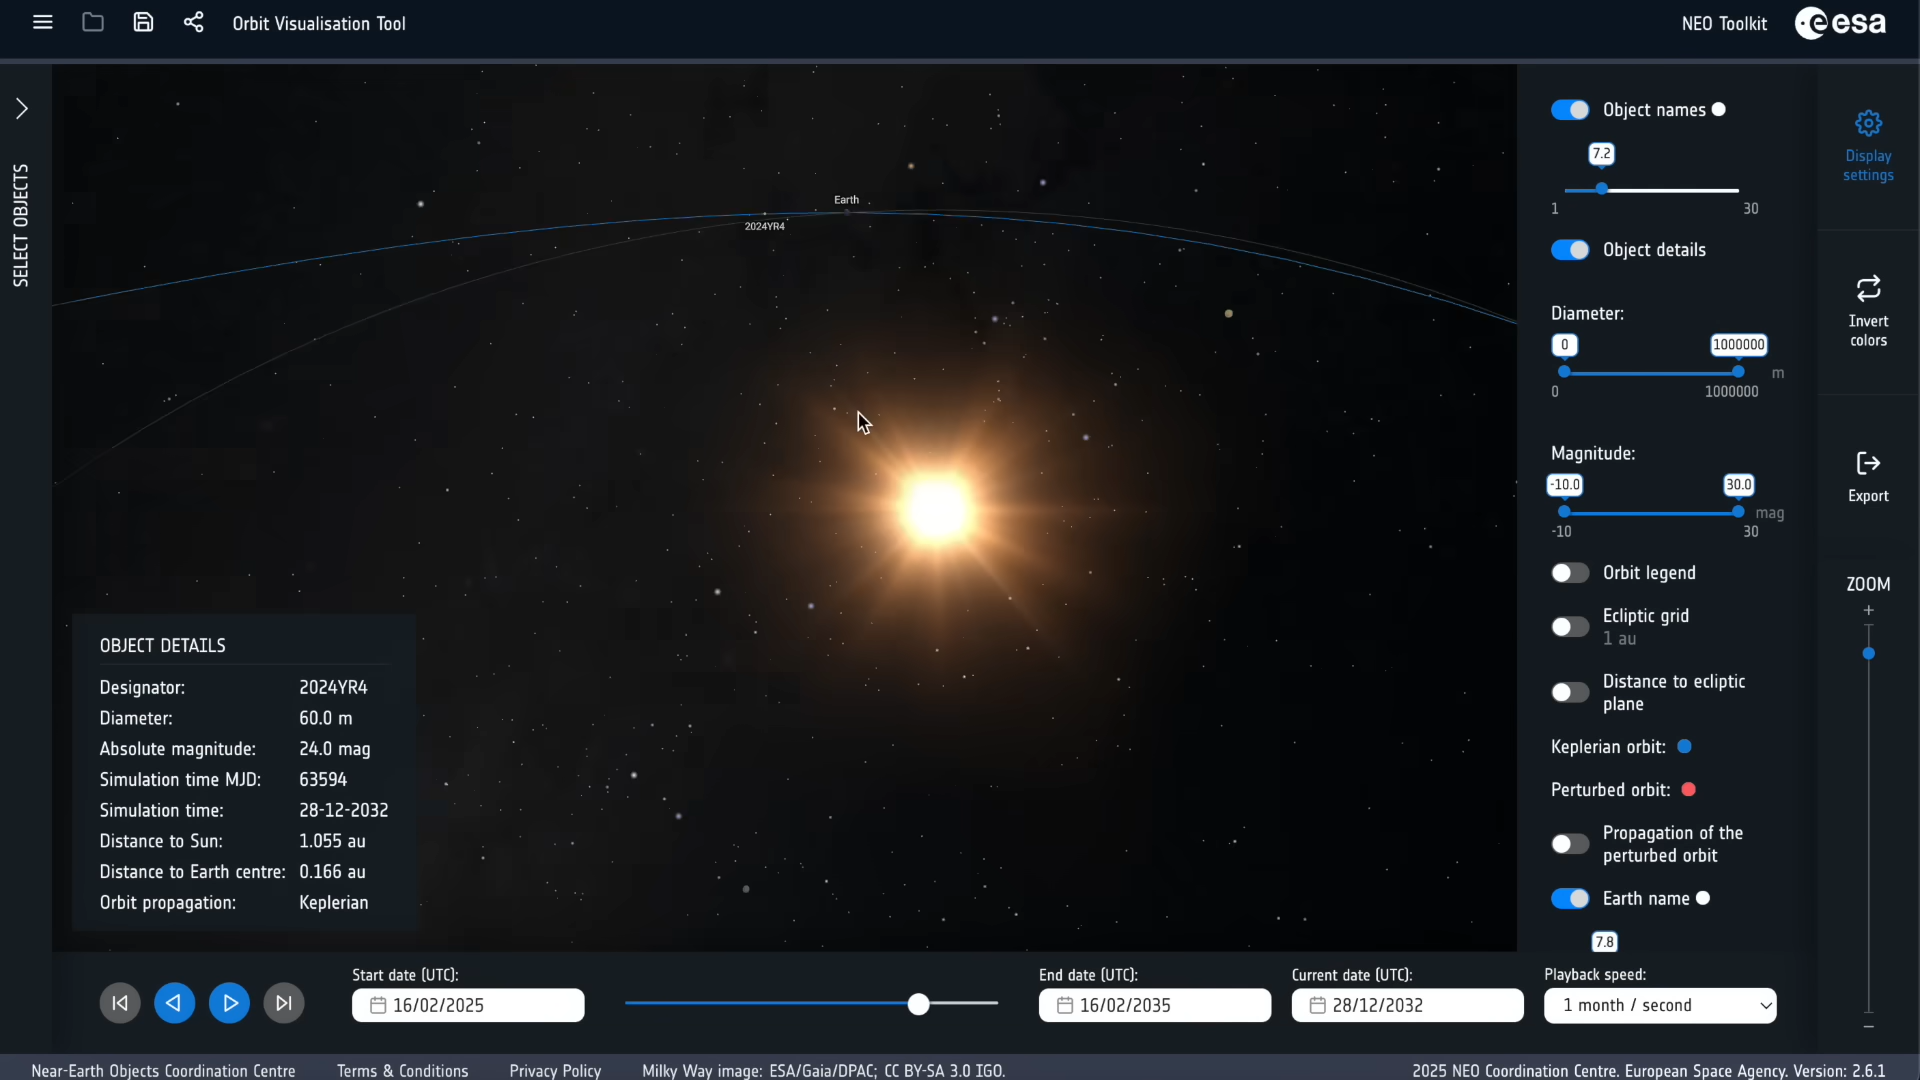 Orbit Visualisation Tool
NEO Toolkit
esa
SELECT OBJECTS
Earth
2024YR4
Object names
7.2
1
30
Object details
Diameter:
0
1000000
m
0
1000000
Magnitude:
-10.0
30.0
mag
-10
30
Orbit legend
Ecliptic grid
1 au
Distance to ecliptic
plane
Keplerian orbit:
Perturbed orbit:
Propagation of the
perturbed orbit
Earth name
7.8
Display
settings
Invert
colors
Export
ZOOM
+
−
OBJECT DETAILS
Designator: 2024YR4
Diameter: 60.0 m
Absolute magnitude: 24.0 mag
Simulation time MJD: 63594
Simulation time: 28-12-2032
Distance to Sun: 1.055 au
Distance to Earth centre: 0.166 au
Orbit propagation: Keplerian
Start date (UTC):
16/02/2025
End date (UTC):
16/02/2035
Current date (UTC):
28/12/2032
Playback speed:
1 month / second
Near-Earth Objects Coordination Centre
Terms & Conditions
Privacy Policy
Milky Way image: ESA/Gaia/DPAC; CC BY-SA 3.0 IGO.
2025 NEO Coordination Centre. European Space Agency. Version: 2.6.1